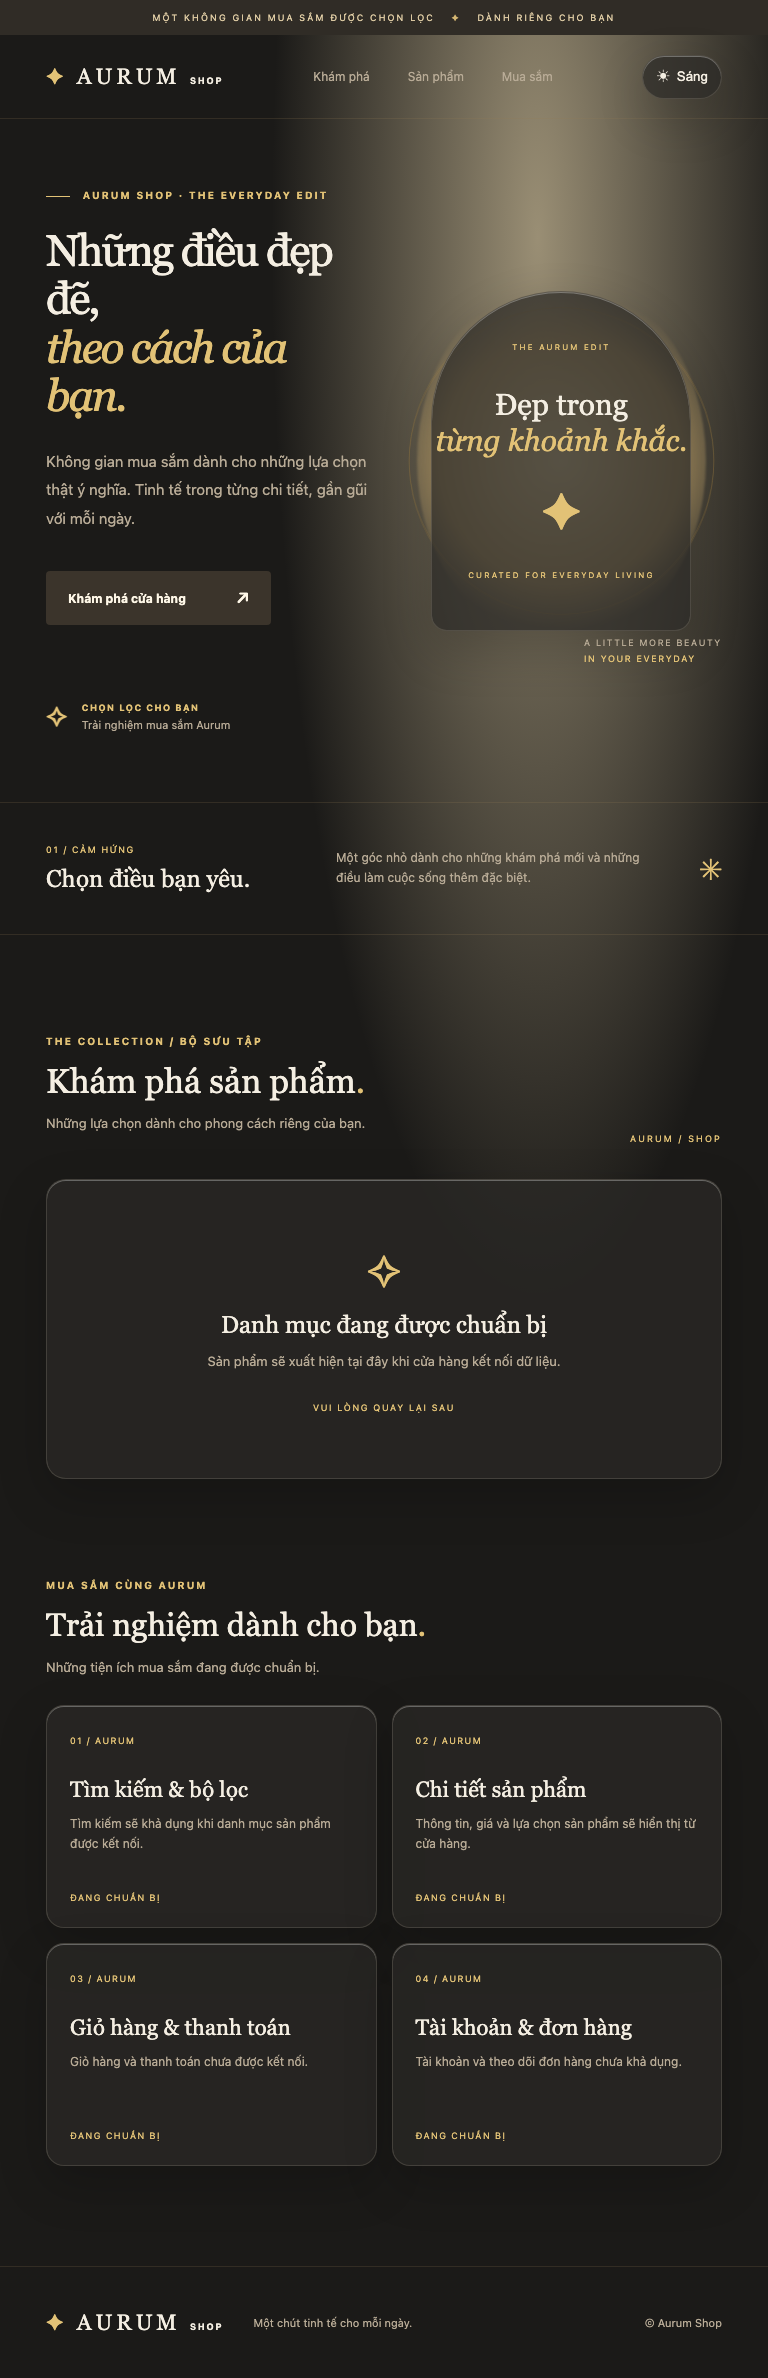 MỘT KHÔNG GIAN MUA SẮM ĐƯỢC CHỌN LỌC ✦ DÀNH RIÊNG CHO BẠN
AURUM SHOP
Khám phá
Sản phẩm
Mua sắm
Sáng
AURUM SHOP · THE EVERYDAY EDIT
Những điều đẹp
đẽ,
theo cách của
bạn.
Không gian mua sắm dành cho những lựa chọn
thật ý nghĩa. Tinh tế trong từng chi tiết, gần gũi
với mỗi ngày.
Khám phá cửa hàng
CHỌN LỌC CHO BẠN
Trải nghiệm mua sắm Aurum
THE AURUM EDIT
Đẹp trong
từng khoảnh khắc.
CURATED FOR EVERYDAY LIVING
A LITTLE MORE BEAUTY
IN YOUR EVERYDAY
01 / CẢM HỨNG
Chọn điều bạn yêu.
Một góc nhỏ dành cho những khám phá mới và những
điều làm cuộc sống thêm đặc biệt.
THE COLLECTION / BỘ SƯU TẬP
Khám phá sản phẩm.
Những lựa chọn dành cho phong cách riêng của bạn.
AURUM / SHOP
Danh mục đang được chuẩn bị
Sản phẩm sẽ xuất hiện tại đây khi cửa hàng kết nối dữ liệu.
VUI LÒNG QUAY LẠI SAU
MUA SẮM CÙNG AURUM
Trải nghiệm dành cho bạn.
Những tiện ích mua sắm đang được chuẩn bị.
01 / AURUM
Tìm kiếm & bộ lọc
Tìm kiếm sẽ khả dụng khi danh mục sản phẩm
được kết nối.
ĐANG CHUẨN BỊ
02 / AURUM
Chi tiết sản phẩm
Thông tin, giá và lựa chọn sản phẩm sẽ hiển thị từ
cửa hàng.
ĐANG CHUẨN BỊ
03 / AURUM
Giỏ hàng & thanh toán
Giỏ hàng và thanh toán chưa được kết nối.
ĐANG CHUẨN BỊ
04 / AURUM
Tài khoản & đơn hàng
Tài khoản và theo dõi đơn hàng chưa khả dụng.
ĐANG CHUẨN BỊ
AURUM SHOP
Một chút tinh tế cho mỗi ngày.
© Aurum Shop